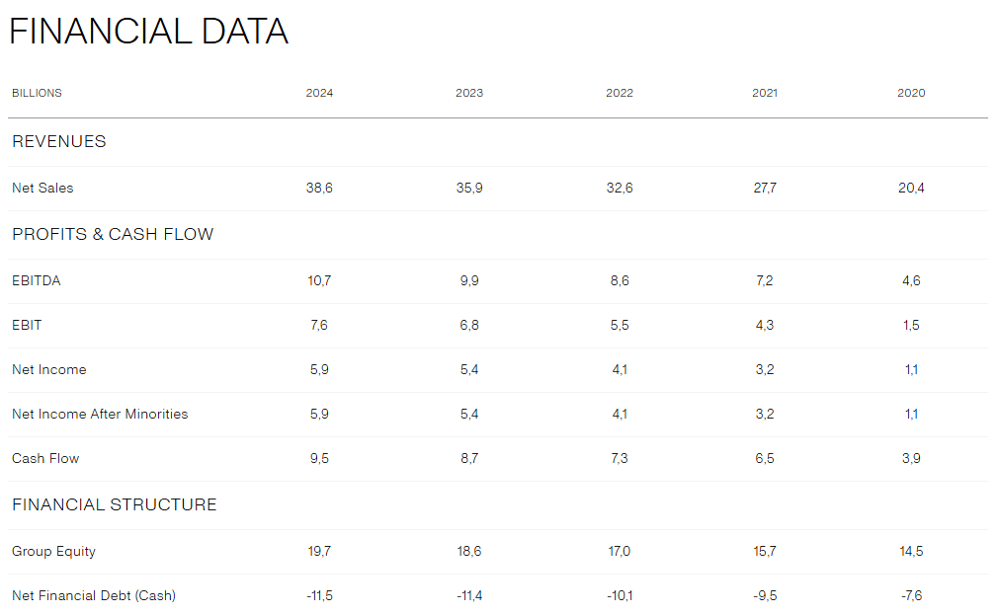 FINANCIAL DATA
BILLIONS 2024 2023 2022 2021 2020
REVENUES
Net Sales 38,6 35,9 32,6 27,7 20,4
PROFITS & CASH FLOW
EBITDA 10,7 9,9 8,6 7,2 4,6
EBIT 7,6 6,8 5,5 4,3 1,5
Net Income 5,9 5,4 4,1 3,2 1,1
Net Income After Minorities 5,9 5,4 4,1 3,2 1,1
Cash Flow 9,5 8,7 7,3 6,5 3,9
FINANCIAL STRUCTURE
Group Equity 19,7 18,6 17,0 15,7 14,5
Net Financial Debt (Cash) -11,5 -11,4 -10,1 -9,5 -7,6